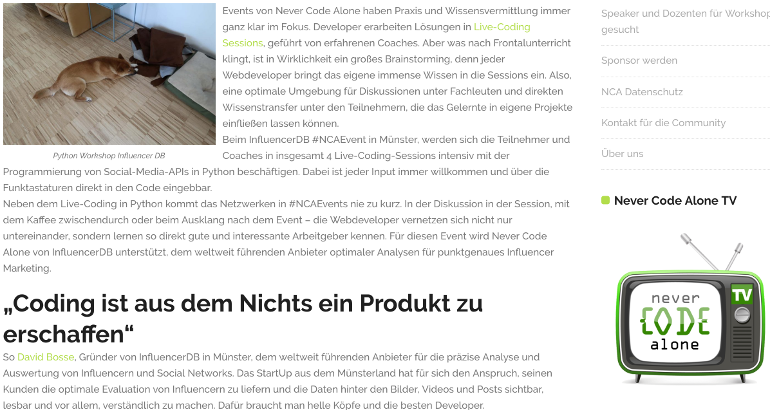 Events von Never Code Alone haben Praxis und Wissensvermittlung immer
ganz klar im Fokus. Developer erarbeiten Lösungen in Live-Coding
Sessions, geführt von erfahrenen Coaches. Aber was nach Frontalunterricht
klingt, ist in Wirklichkeit ein großes Brainstorming, denn jeder
Webdeveloper bringt das eigene immense Wissen in die Sessions ein. Also,
eine optimale Umgebung für Diskussionen unter Fachleuten und direkten
Wissenstransfer unter den Teilnehmern, die das Gelernte in eigene Projekte
einfließen lassen können.
Python Workshop Influencer DB
Beim InfluencerDB #NCAEvent in Münster, werden sich die Teilnehmer und
Coaches in insgesamt 4 Live-Coding-Sessions intensiv mit der
Programmierung von Social-Media-APIs in Python beschäftigen. Dabei ist jeder Input immer willkommen und über die
Funktastaturen direkt in den Code eingebbar.
Neben dem Live-Coding in Python kommt das Netzwerken in #NCAEvents nie zu kurz. In der Diskussion in der Session, mit
dem Kaffee zwischendurch oder beim Ausklang nach dem Event – die Webdeveloper vernetzen sich nicht nur
untereinander, sondern lernen so direkt gute und interessante Arbeitgeber kennen. Für diesen Event wird Never Code
Alone von InfluencerDB unterstützt, dem weltweit führenden Anbieter optimaler Analysen für punktgenaues Influencer
Marketing.
„Coding ist aus dem Nichts ein Produkt zu
erschaffen“
So David Bosse, Gründer von InfluencerDB in Münster, dem weltweit führenden Anbieter für die präzise Analyse und
Auswertung von Influencern und Social Networks. Das StartUp aus dem Münsterland hat für sich den Anspruch, seinen
Kunden die optimale Evaluation von Influencern zu liefern und die Daten hinter den Bilder, Videos und Posts sichtbar,
lesbar und vor allem, verständlich zu machen. Dafür braucht man helle Köpfe und die besten Developer.
Speaker und Dozenten für Workshop
gesucht
Sponsor werden
NCA Datenschutz
Kontakt für die Community
Über uns
Never Code Alone TV
TV
never
CODE
alone